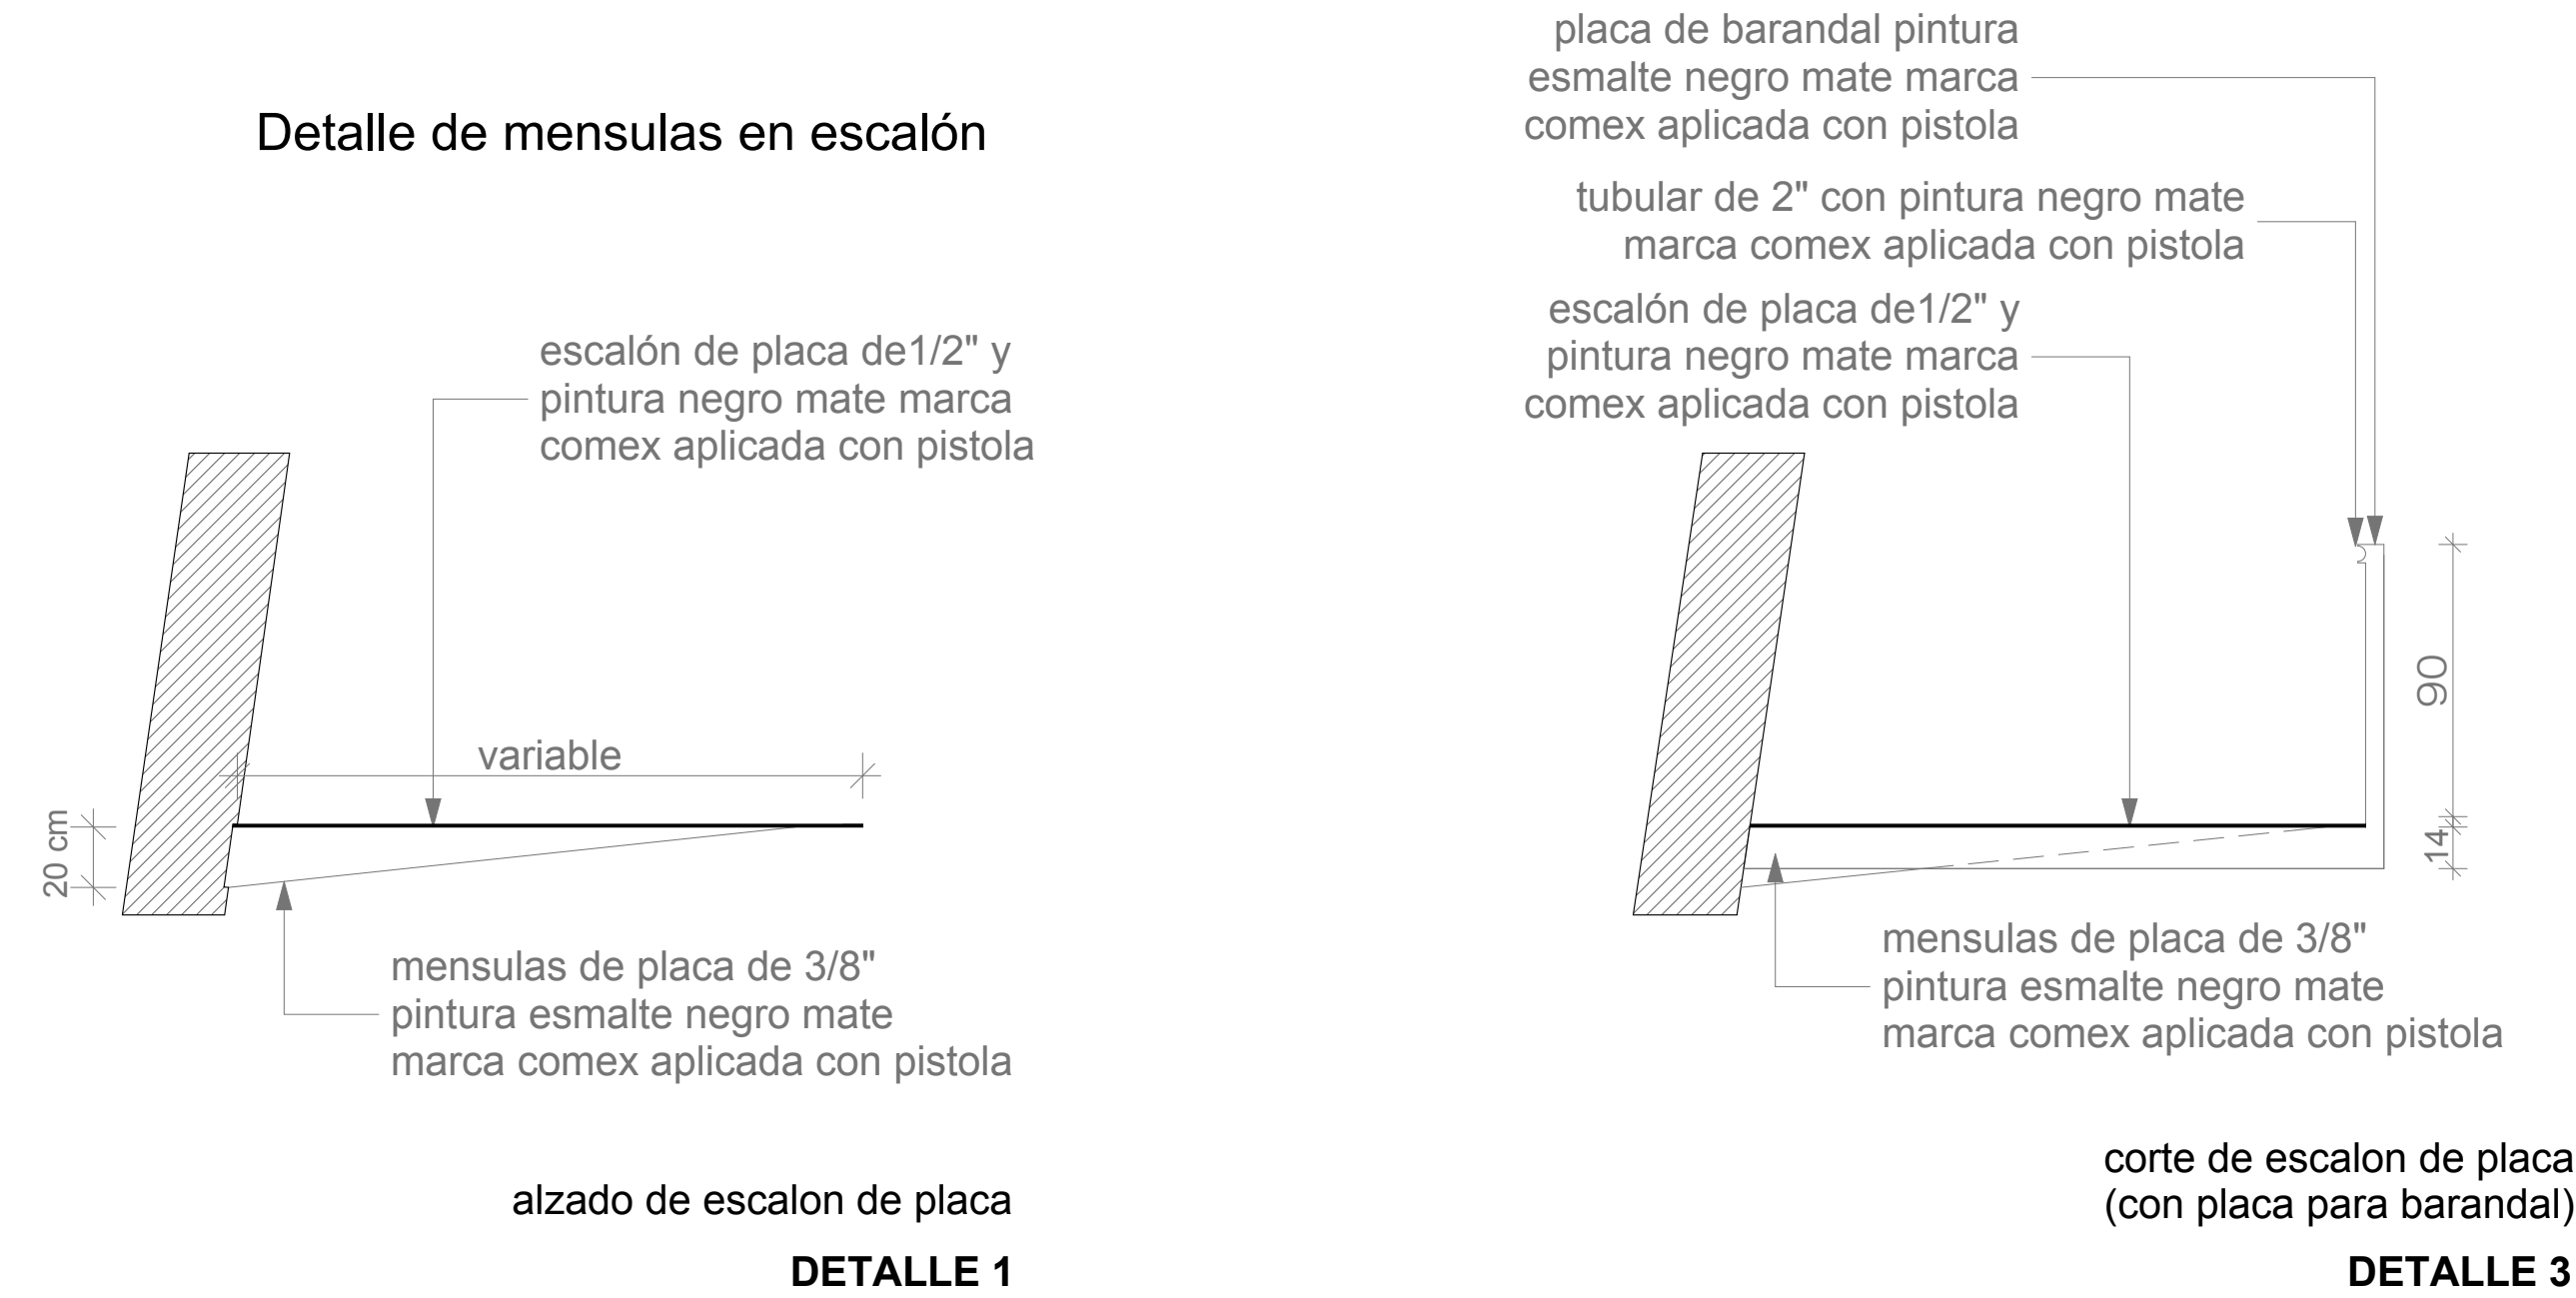 Detalle de mensulas en escalón
escalón de placa de1/2" y
pintura negro mate marca
comex aplicada con pistola
variable
20 cm
mensulas de placa de 3/8"
pintura esmalte negro mate
marca comex aplicada con pistola
alzado de escalon de placa
DETALLE 1
placa de barandal pintura
esmalte negro mate marca
comex aplicada con pistola
tubular de 2" con pintura negro mate
marca comex aplicada con pistola
escalón de placa de1/2" y
pintura negro mate marca
comex aplicada con pistola
90
14
mensulas de placa de 3/8"
pintura esmalte negro mate
marca comex aplicada con pistola
corte de escalon de placa
(con placa para barandal)
DETALLE 3